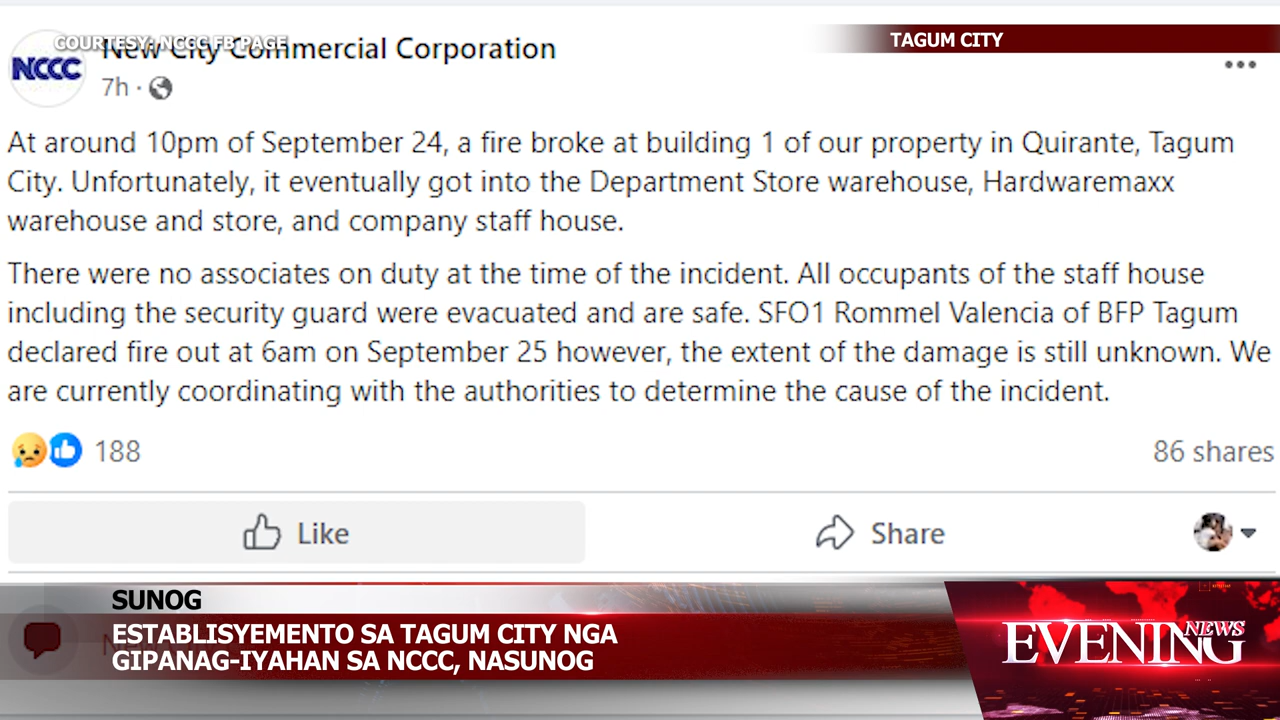 COURTESY: NCCC FB PAGE
TAGUM CITY
NCCC
New City Commercial Corporation
7h ·
At around 10pm of September 24, a fire broke at building 1 of our property in Quirante, Tagum
City. Unfortunately, it eventually got into the Department Store warehouse, Hardwaremaxx
warehouse and store, and company staff house.
There were no associates on duty at the time of the incident. All occupants of the staff house
including the security guard were evacuated and are safe. SFO1 Rommel Valencia of BFP Tagum
declared fire out at 6am on September 25 however, the extent of the damage is still unknown. We
are currently coordinating with the authorities to determine the cause of the incident.
188
86 shares
Like
Share
SUNOG
ESTABLISYEMENTO SA TAGUM CITY NGA
GIPANAG-IYAHAN SA NCCC, NASUNOG
EVENING NEWS